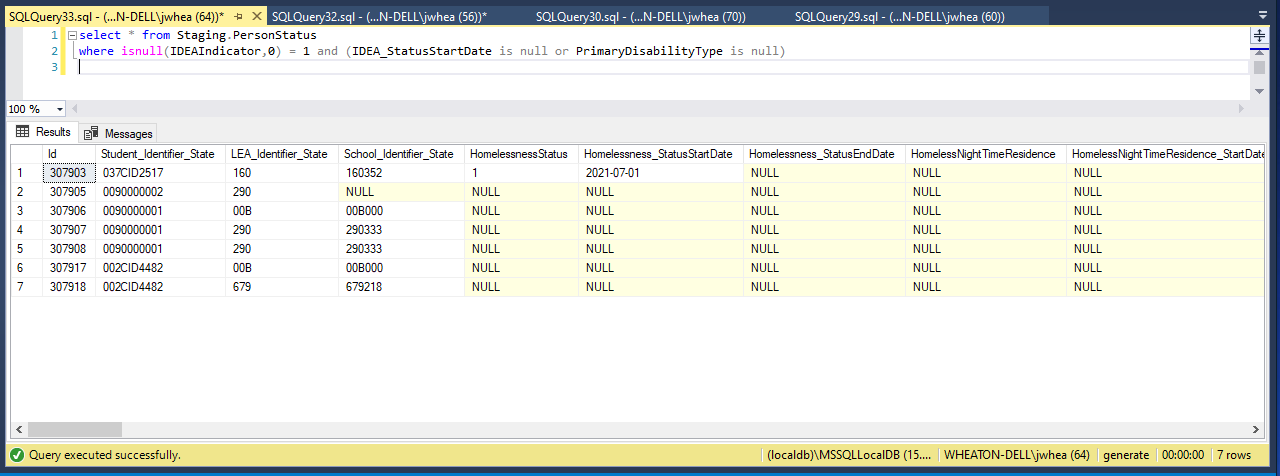 SQLQuery33.sql - (...N-DELL\jwhea (64))* SQLQuery32.sql - (...N-DELL\jwhea (56))* SQLQuery30.sql - (...N-DELL\jwhea (70)) SQLQuery29.sql - (...N-DELL\jwhea (60))
1 select * from Staging.PersonStatus
2 where isnull(IDEAIndicator,0) = 1 and (IDEA_StatusStartDate is null or PrimaryDisabilityType is null)
3
100 %
Results Messages
Id Student_Identifier_State LEA_Identifier_State School_Identifier_State HomelessnessStatus Homelessness_StatusStartDate Homelessness_StatusEndDate HomelessNightTimeResidence HomelessNightTimeResidence_StartDate
1 307903 037CID2517 160 160352 1 2021-07-01 NULL NULL NULL
2 307905 0090000002 290 NULL NULL NULL NULL NULL NULL
3 307906 0090000001 00B 00B000 NULL NULL NULL NULL NULL
4 307907 0090000001 290 290333 NULL NULL NULL NULL NULL
5 307908 0090000001 290 290333 NULL NULL NULL NULL NULL
6 307917 002CID4482 00B 00B000 NULL NULL NULL NULL NULL
7 307918 002CID4482 679 679218 NULL NULL NULL NULL NULL
Query executed successfully. (localdb)\MSSQLLocalDB (15.... WHEATON-DELL\jwhea (64) generate 00:00:00 7 rows